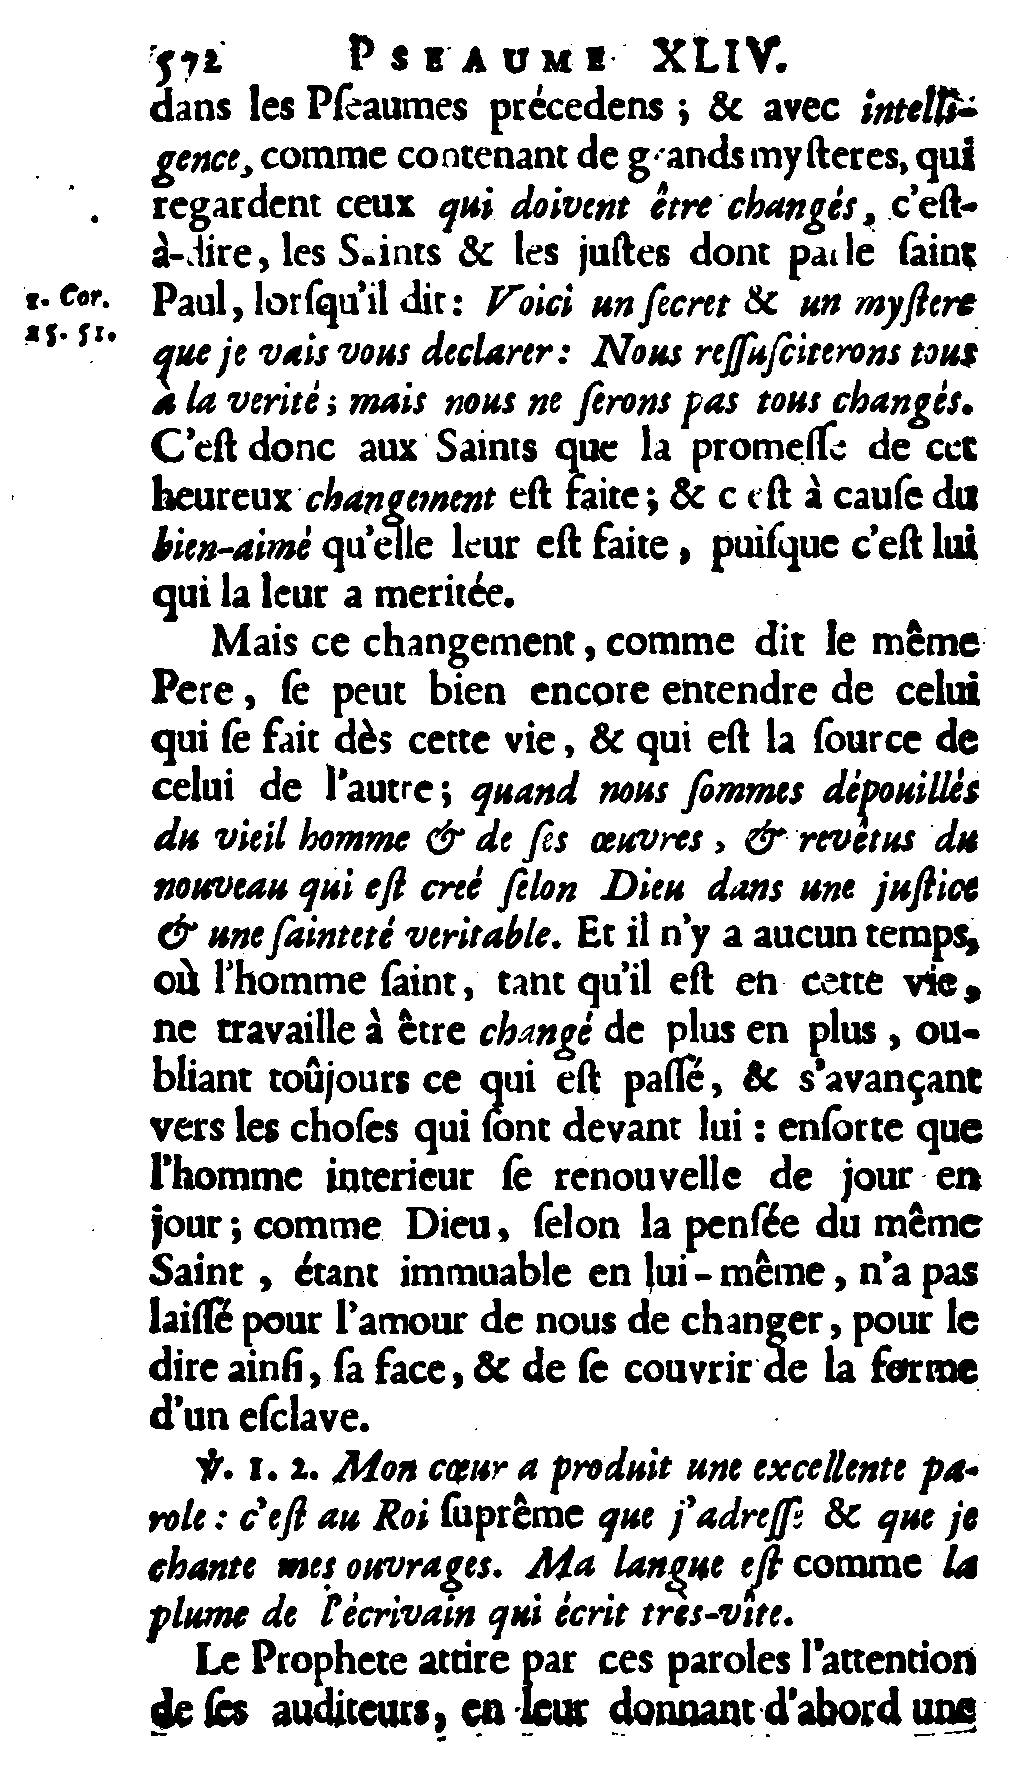 572 PSEAUME XLIV.
dans les Pſeaumes précedens ; & avec intelli-
gence, comme contenant de grands myſteres, qui
regardent ceux qui doivent être changés, c'eſt-
à-dire, les Saints & les juſtes dont parle ſaint
1. Cor. 15. 51.
Paul, lorſqu'il dit : Voici un ſecret & un myſtere
que je vais vous declarer : Nous reſſuſciterons tous
à la verité ; mais nous ne ſerons pas tous changés.
C'eſt donc aux Saints que la promeſſe de cet
heureux changement eſt faite ; & c'eſt à cauſe du
bien-aimé qu'elle leur eſt faite, puiſque c'eſt lui
qui la leur a meritée.
Mais ce changement, comme dit le même
Pere, ſe peut bien encore entendre de celui
qui ſe fait dès cette vie, & qui eſt la ſource de
celui de l'autre ; quand nous ſommes dépouillés
du vieil homme & de ſes œuvres, & revêtus du
nouveau qui eſt creé ſelon Dieu dans une juſtice
& une ſainteté veritable. Et il n'y a aucun temps,
où l'homme ſaint, tant qu'il eſt en cette vie,
ne travaille à être changé de plus en plus, ou-
bliant toûjours ce qui eſt paſſé, & s'avançant
vers les choſes qui ſont devant lui : enſorte que
l'homme interieur ſe renouvelle de jour en
jour ; comme Dieu, ſelon la penſée du même
Saint, étant immuable en lui-même, n'a pas
laiſſé pour l'amour de nous de changer, pour le
dire ainſi, ſa face, & de ſe couvrir de la forme
d'un eſclave.
℣. 1. 2. Mon cœur a produit une excellente pa-
role : c'eſt au Roi ſuprême que j'adreſſe & que je
chante mes ouvrages. Ma langue eſt comme la
plume de l'écrivain qui écrit très-vîte.
Le Prophete attire par ces paroles l'attention
de ſes auditeurs, en leur donnant d'abord une